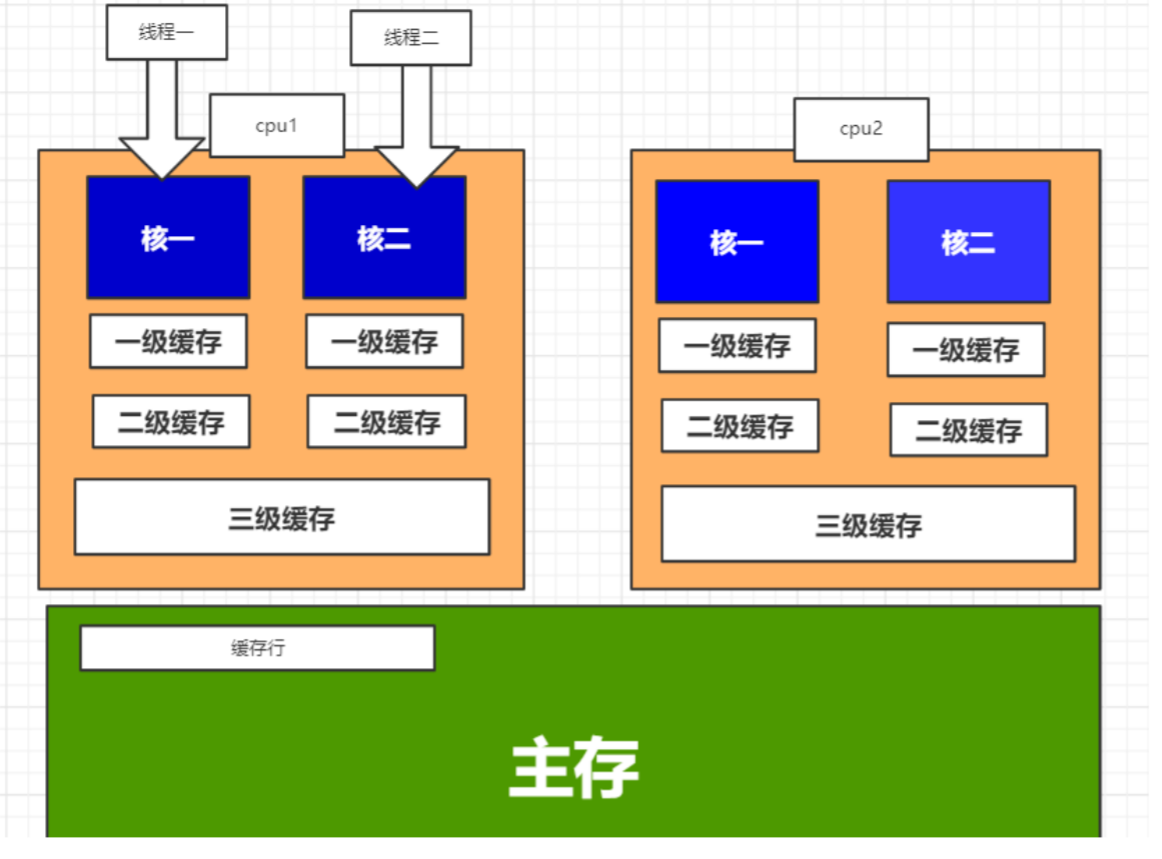 线程一
线程二
cpu1
cpu2
核一
核二
核一
核二
一级缓存
一级缓存
一级缓存
一级缓存
二级缓存
二级缓存
二级缓存
二级缓存
三级缓存
三级缓存
缓存行
主存